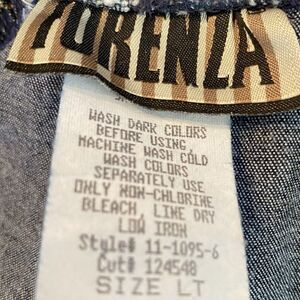 FORENZA
WASH DARK COLORS
BEFORE USING,
MACHINE WASH COLD
WASH COLORS
SEPARATELY USE
ONLY NON-CHLORINE
BLEACH, LINE DRY
LOW IRON
Style# 11-1095-6
Cut# 124548
SIZE LT